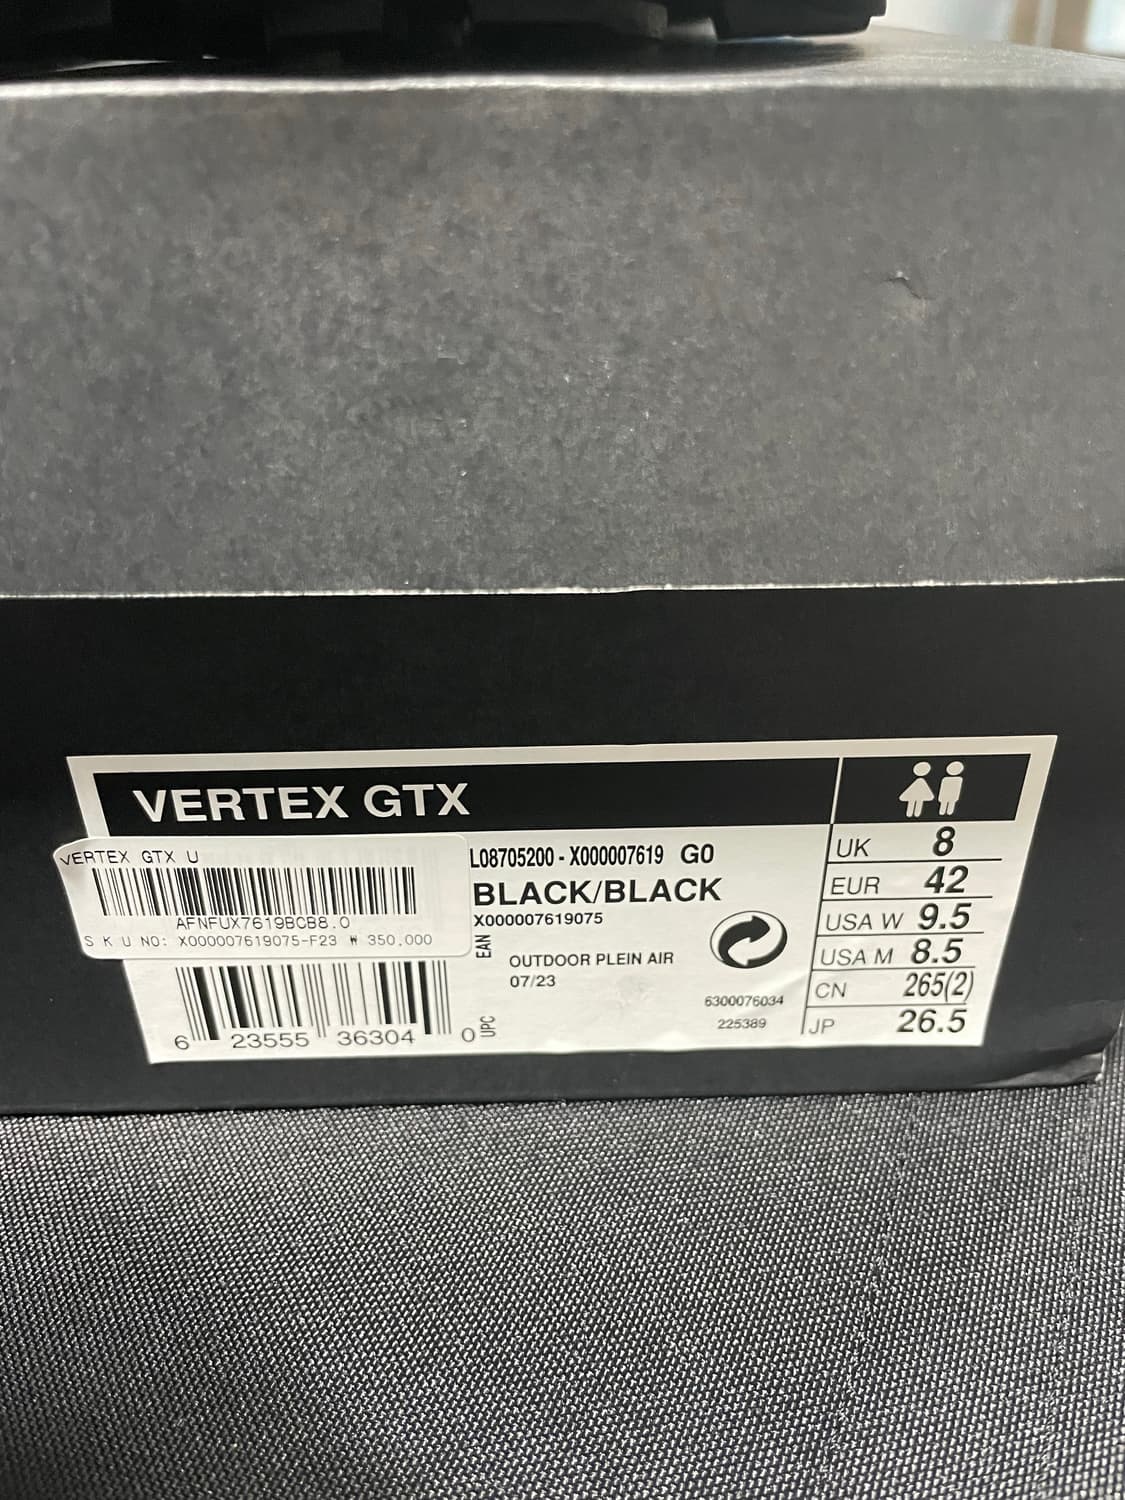 VERTEX GTX
VERTEX GTX U
AFNFUX7619BCB8.0
S K U NO: X000007619075-F23 ₩ 350,000
L08705200 - X000007619 G0
BLACK/BLACK
X000007619075
EAN
OUTDOOR PLEIN AIR
07/23
6300076034
225389
6 23555 36304 0
UPC
UK 8
EUR 42
USA W 9.5
USA M 8.5
CN 265(2)
JP 26.5